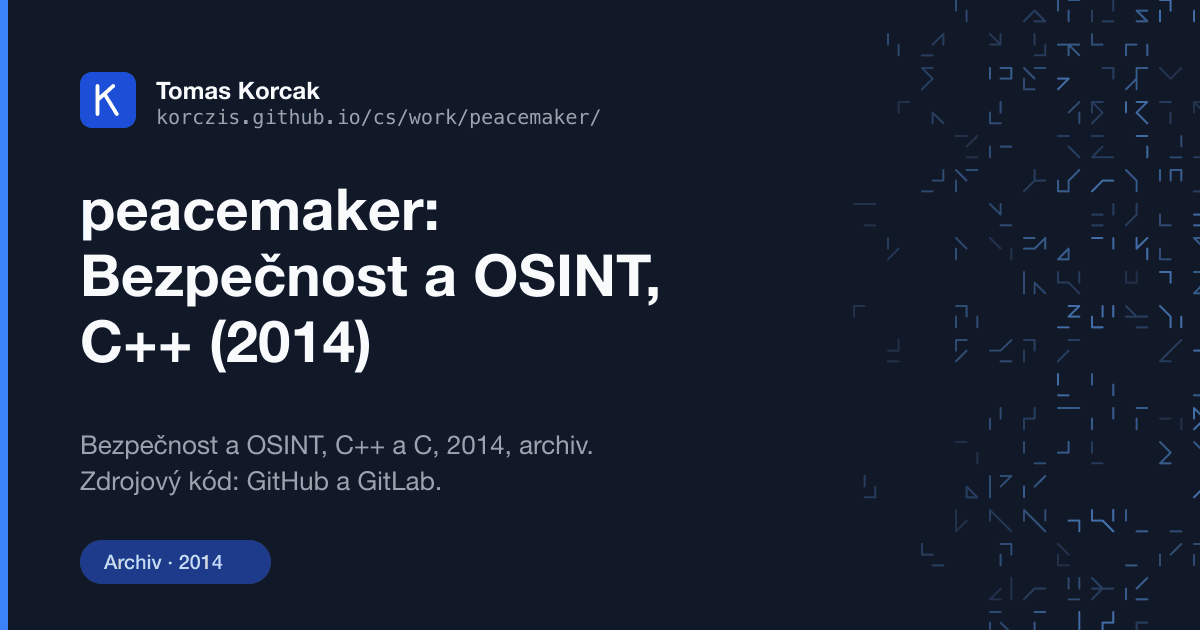 K
Tomas Korcak
korczis.github.io/cs/work/peacemaker/
peacemaker:
Bezpečnost a OSINT,
C++ (2014)
Bezpečnost a OSINT, C++ a C, 2014, archiv.
Zdrojový kód: GitHub a GitLab.
Archiv · 2014